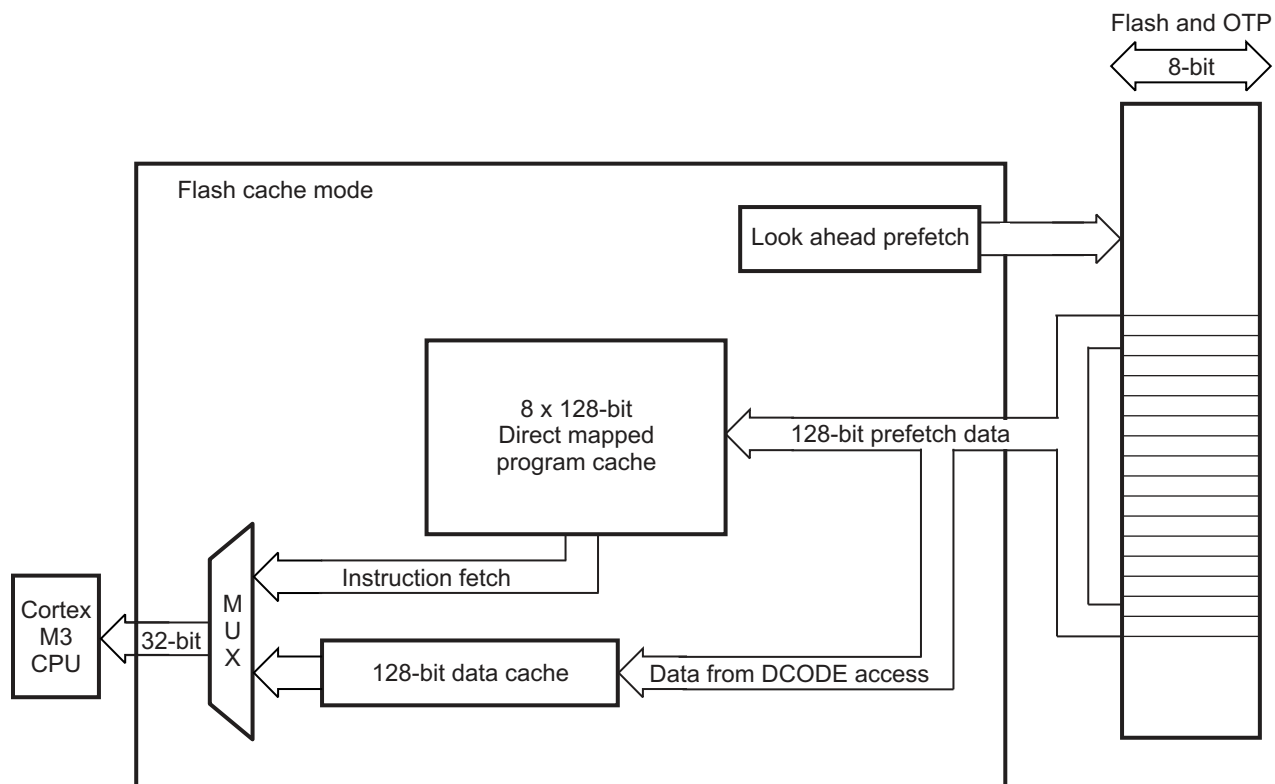 Flash and OTP
8-bit
Flash cache mode
Look ahead prefetch
8 x 128-bit
Direct mapped
program cache
128-bit prefetch data
Instruction fetch
Cortex
M3
CPU
32-bit
M
U
X
128-bit data cache
Data from DCODE access